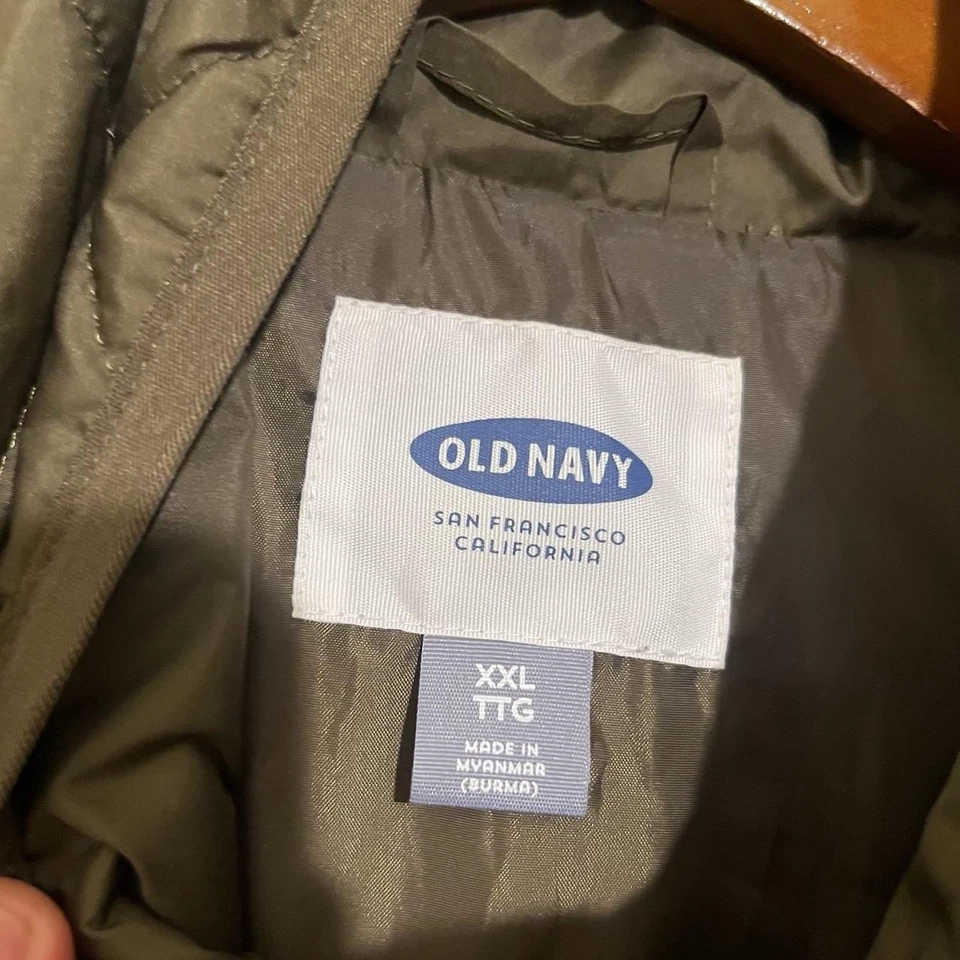 OLD NAVY
SAN FRANCISCO
CALIFORNIA
XXL
TTG
MADE IN
MYANMAR
(BURMA)